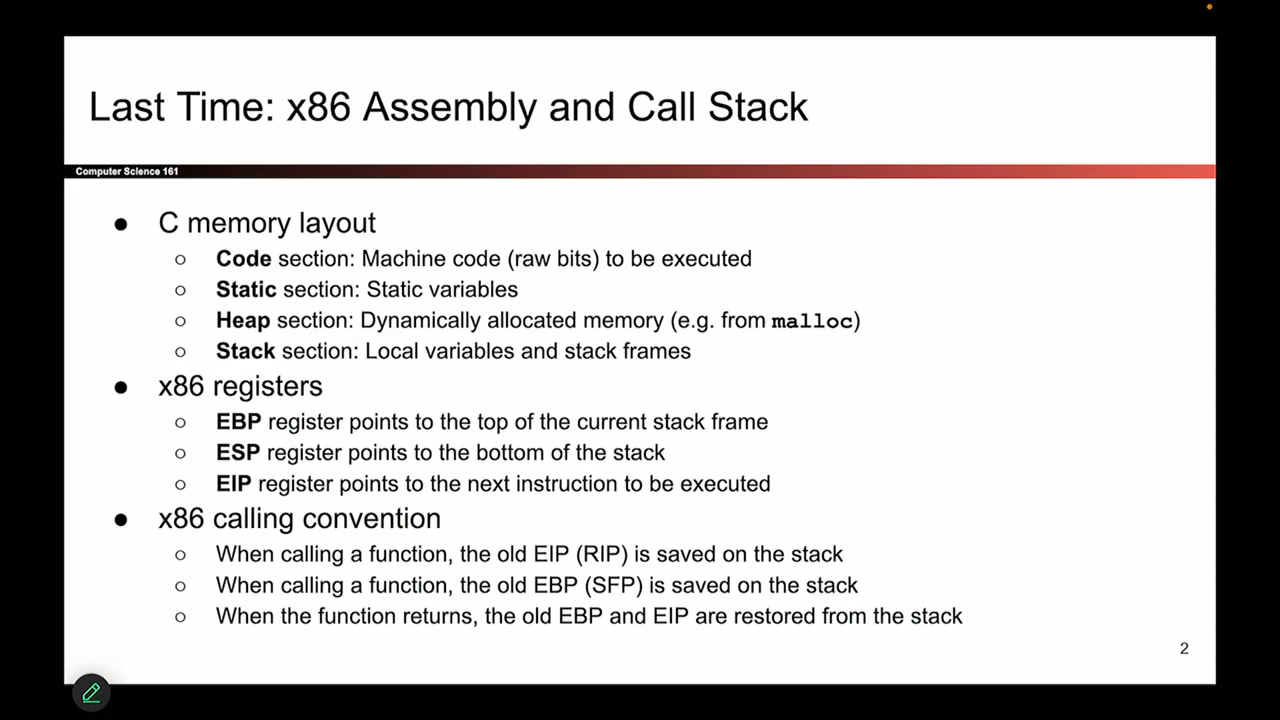 Last Time: x86 Assembly and Call Stack
Computer Science 161
● C memory layout
○ Code section: Machine code (raw bits) to be executed
○ Static section: Static variables
○ Heap section: Dynamically allocated memory (e.g. from malloc)
○ Stack section: Local variables and stack frames
● x86 registers
○ EBP register points to the top of the current stack frame
○ ESP register points to the bottom of the stack
○ EIP register points to the next instruction to be executed
● x86 calling convention
○ When calling a function, the old EIP (RIP) is saved on the stack
○ When calling a function, the old EBP (SFP) is saved on the stack
○ When the function returns, the old EBP and EIP are restored from the stack
2